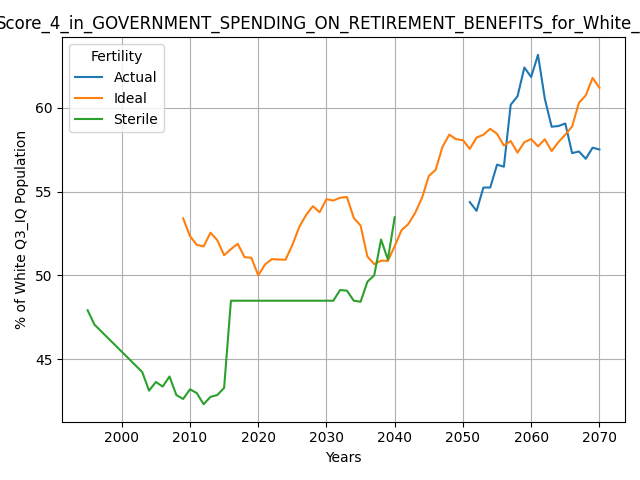 Score_4_in_GOVERNMENT_SPENDING_ON_RETIREMENT_BENEFITS_for_White_
Fertility
Actual
Ideal
Sterile
% of White Q3_IQ Population
60
55
50
45
2000 2010 2020 2030 2040 2050 2060 2070
Years